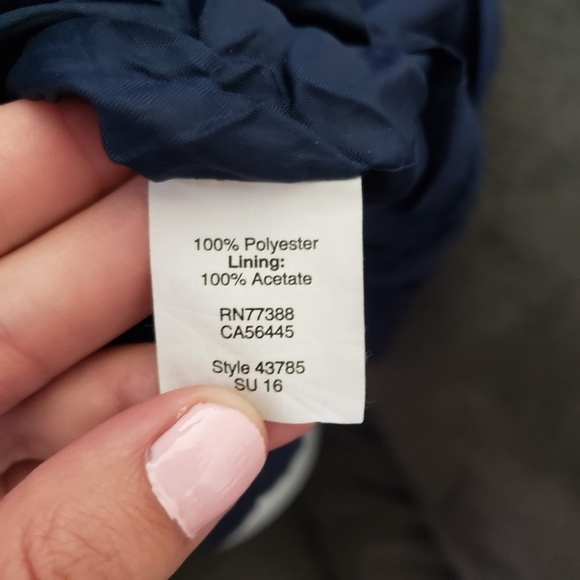 100% Polyester
Lining:
100% Acetate
RN77388
CA56445
Style 43785
SU 16